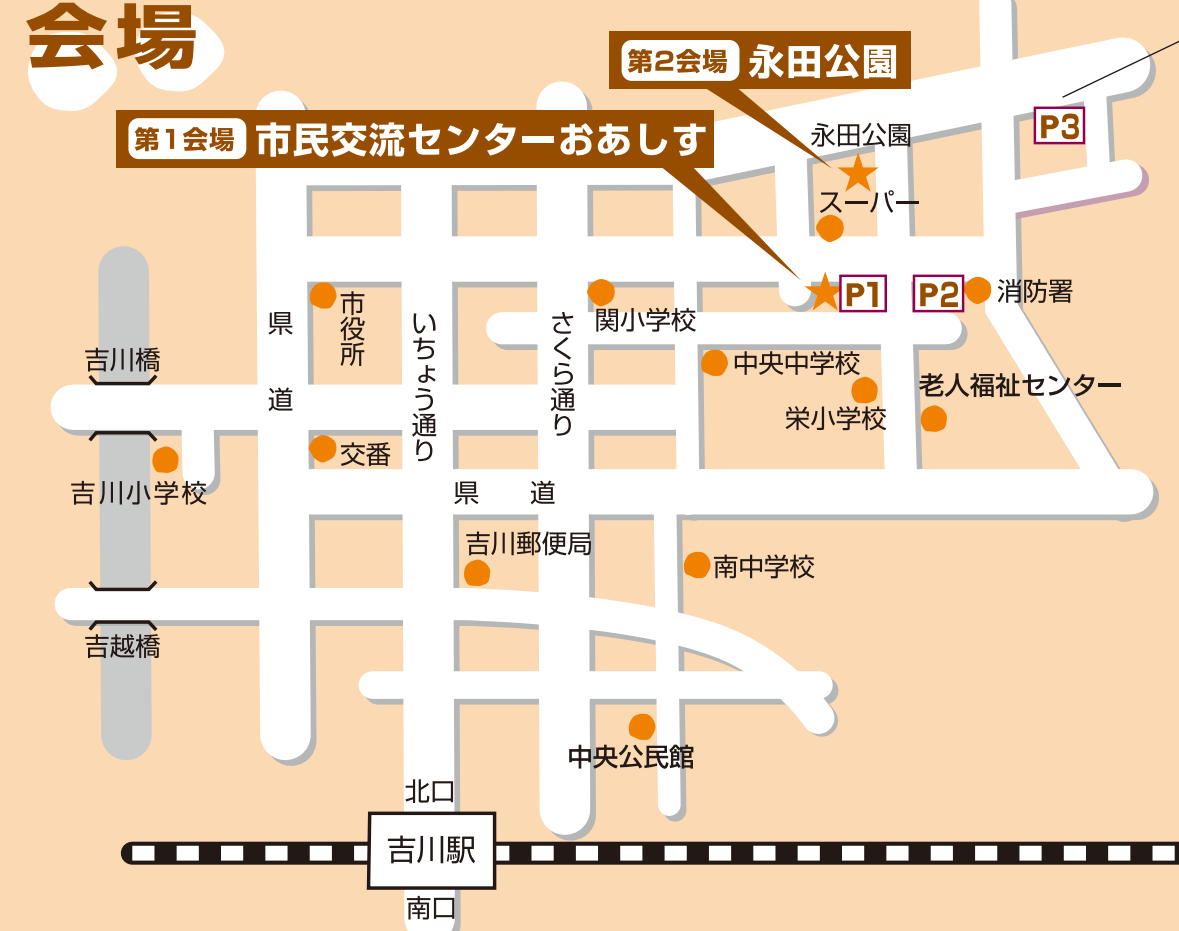 会場
第2会場 永田公園
第1会場 市民交流センターおあしす
永田公園
P3
スーパー
P1
P2
消防署
市役所
関小学校
県道
いちょう通り
さくら通り
吉川橋
中央中学校
栄小学校
老人福祉センター
交番
吉川小学校
県道
吉川郵便局
南中学校
吉越橋
中央公民館
北口
吉川駅
南口